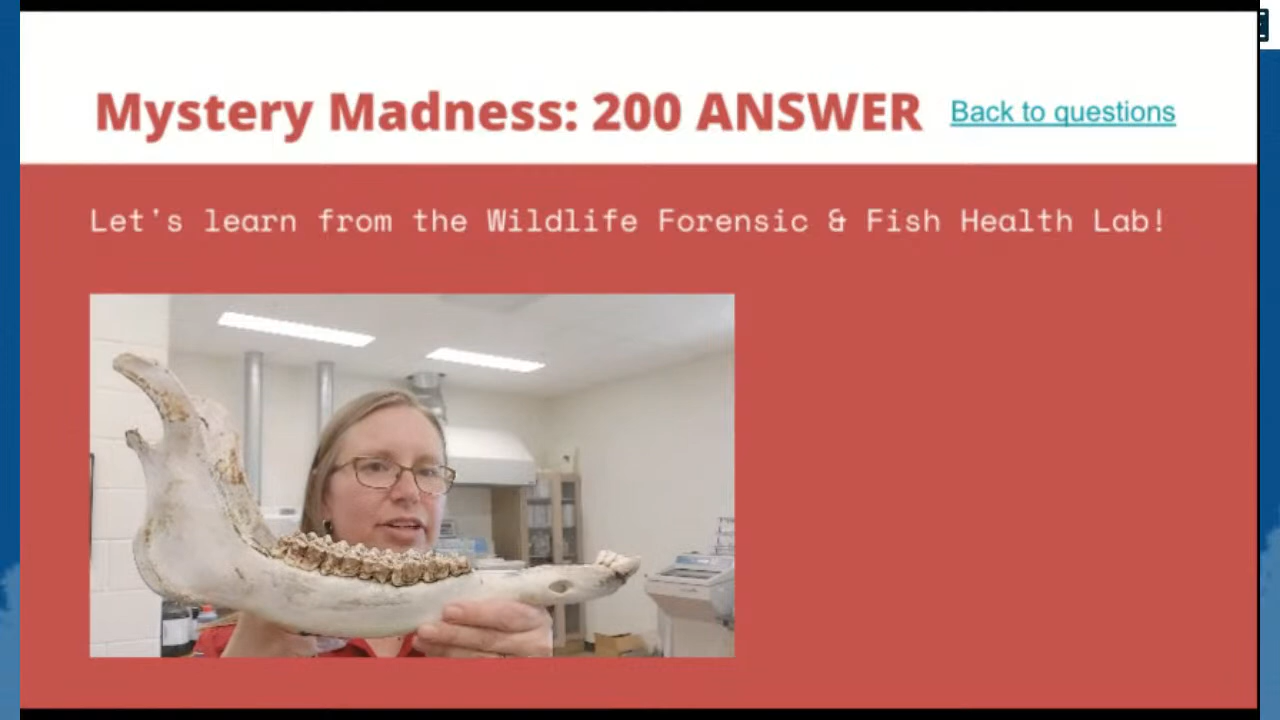 Mystery Madness: 200 ANSWER Back to questions
Let's learn from the Wildlife Forensic & Fish Health Lab!